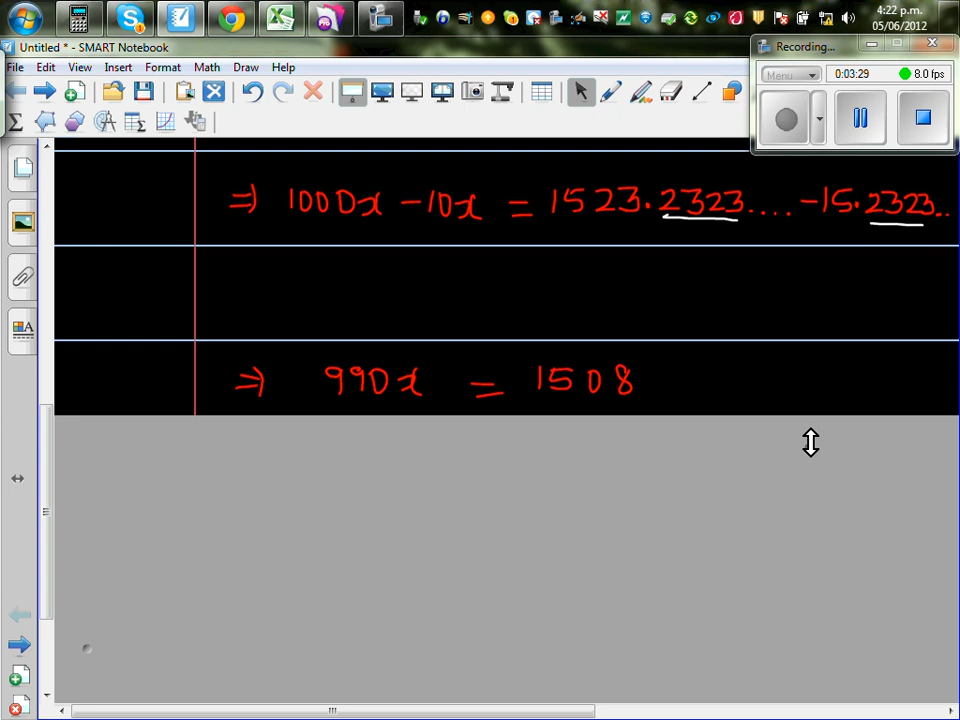 4:22 p.m.
05/06/2012
Untitled * - SMART Notebook
Recording...
File Edit View Insert Format Math Draw Help
Menu
0:03:29
8.0 fps
⇒ 1000x - 10x = 1523.2323.... - 15.2323..
⇒ 990x = 1508